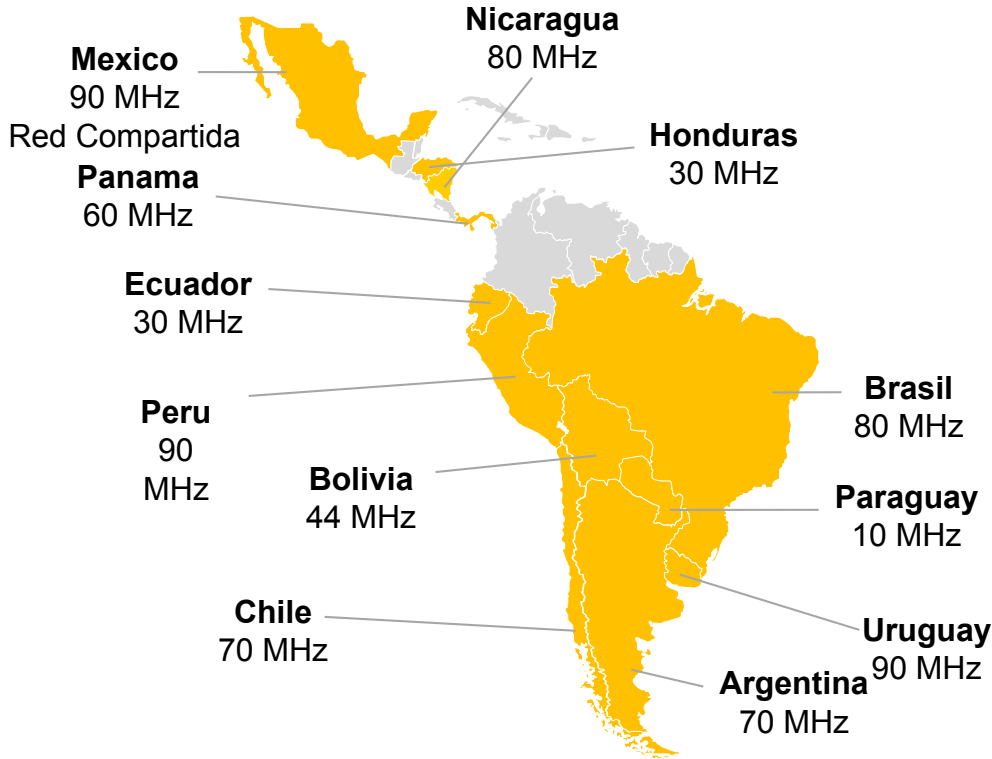 Nicaragua
80 MHz
Mexico
90 MHz
Red Compartida
Honduras
30 MHz
Panama
60 MHz
Ecuador
30 MHz
Peru
90
MHz
Brasil
80 MHz
Bolivia
44 MHz
Paraguay
10 MHz
Chile
70 MHz
Uruguay
90 MHz
Argentina
70 MHz